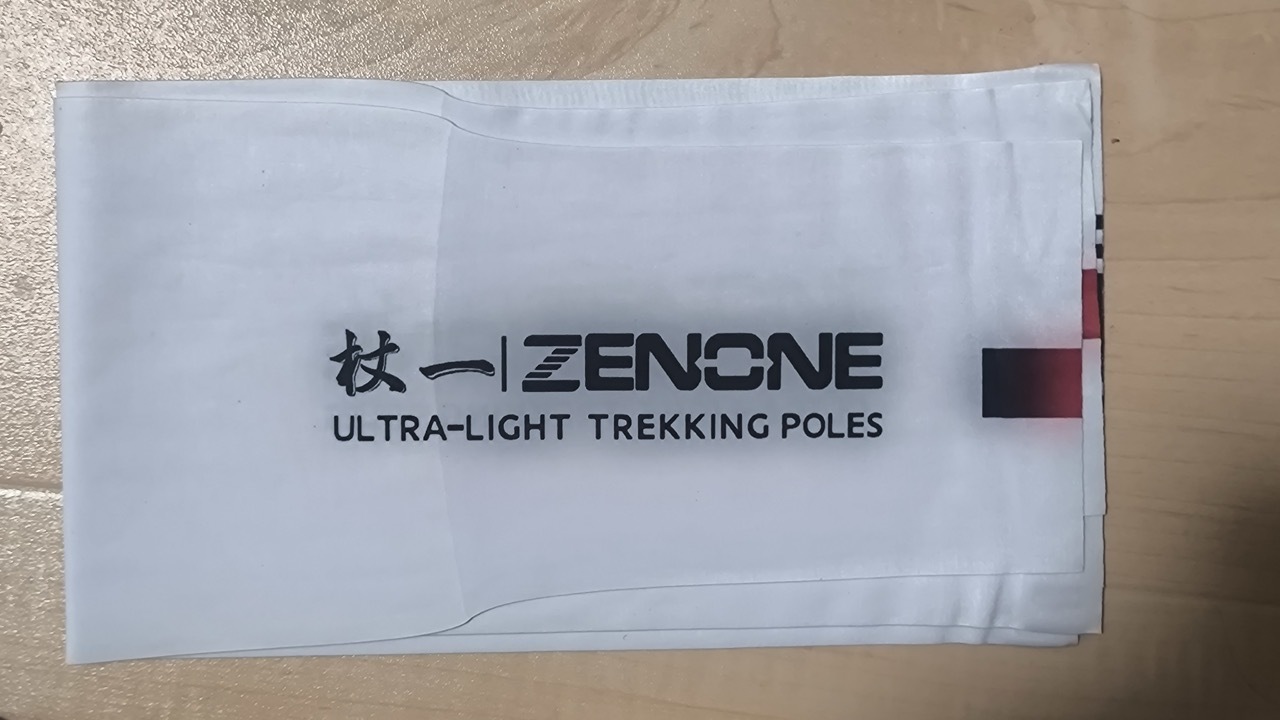 杖一|ZENONE
ULTRA-LIGHT TREKKING POLES